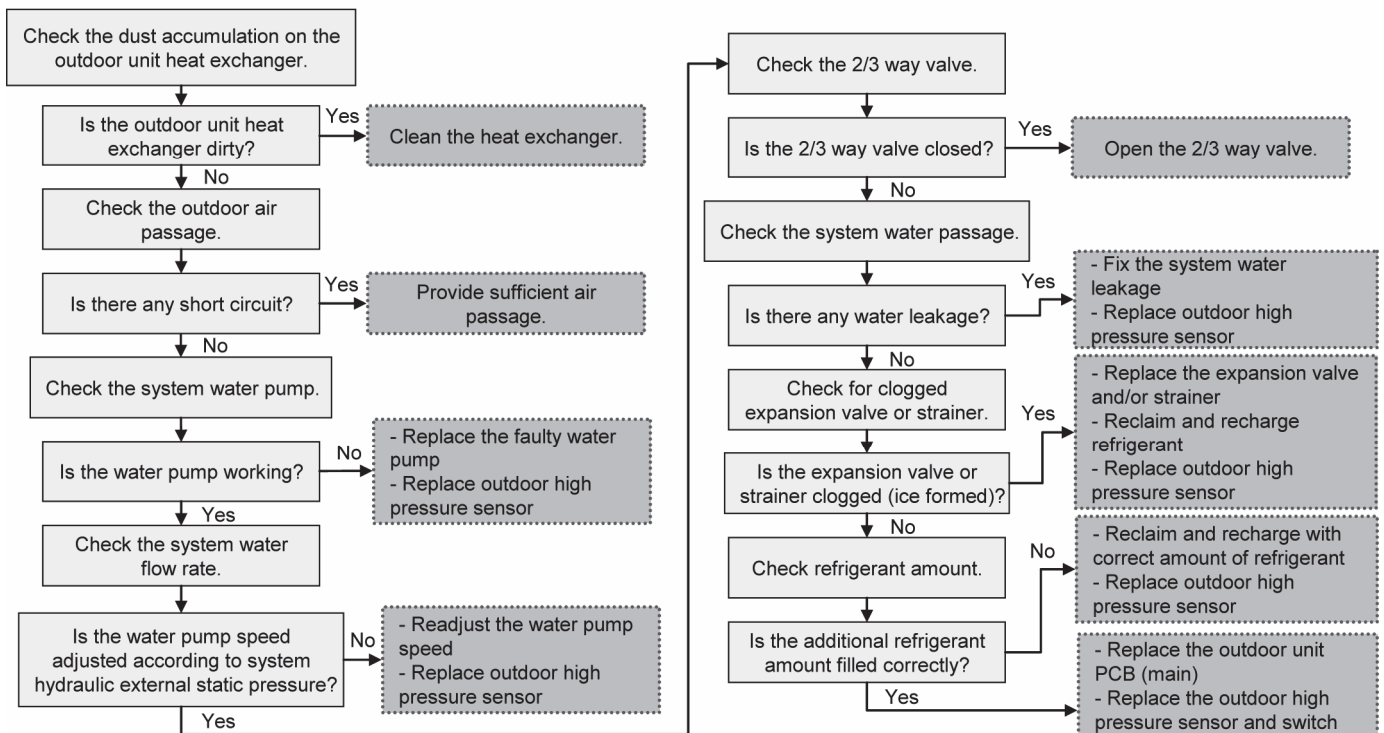 Check the dust accumulation on the
outdoor unit heat exchanger.
Is the outdoor unit heat
exchanger dirty?
Yes
Clean the heat exchanger.
No
Check the outdoor air
passage.
Is there any short circuit?
Yes
Provide sufficient air
passage.
No
Check the system water pump.
Is the water pump working?
No
- Replace the faulty water
pump
- Replace outdoor high
pressure sensor
Yes
Check the system water
flow rate.
Is the water pump speed
adjusted according to system
hydraulic external static pressure?
No
- Readjust the water pump
speed
- Replace outdoor high
pressure sensor
Yes
Check the 2/3 way valve.
Is the 2/3 way valve closed?
Yes
Open the 2/3 way valve.
No
Check the system water passage.
Is there any water leakage?
Yes
- Fix the system water
leakage
- Replace outdoor high
pressure sensor
No
Check for clogged
expansion valve or strainer.
Is the expansion valve or
strainer clogged (ice formed)?
Yes
- Replace the expansion valve
and/or strainer
- Reclaim and recharge
refrigerant
- Replace outdoor high
pressure sensor
No
Check refrigerant amount.
Is the additional refrigerant
amount filled correctly?
No
- Reclaim and recharge with
correct amount of refrigerant
- Replace outdoor high
pressure sensor
Yes
- Replace the outdoor unit
PCB (main)
- Replace the outdoor high
pressure sensor and switch